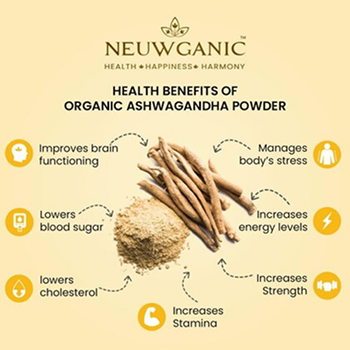 NEUWGANIC™
HEALTH ♦ HAPPINESS ♦ HARMONY
HEALTH BENEFITS OF
ORGANIC ASHWAGANDHA POWDER
Improves brain
functioning
Manages
body's stress
Lowers
blood sugar
Increases
energy levels
lowers
cholesterol
Increases
Strength
Increases
Stamina